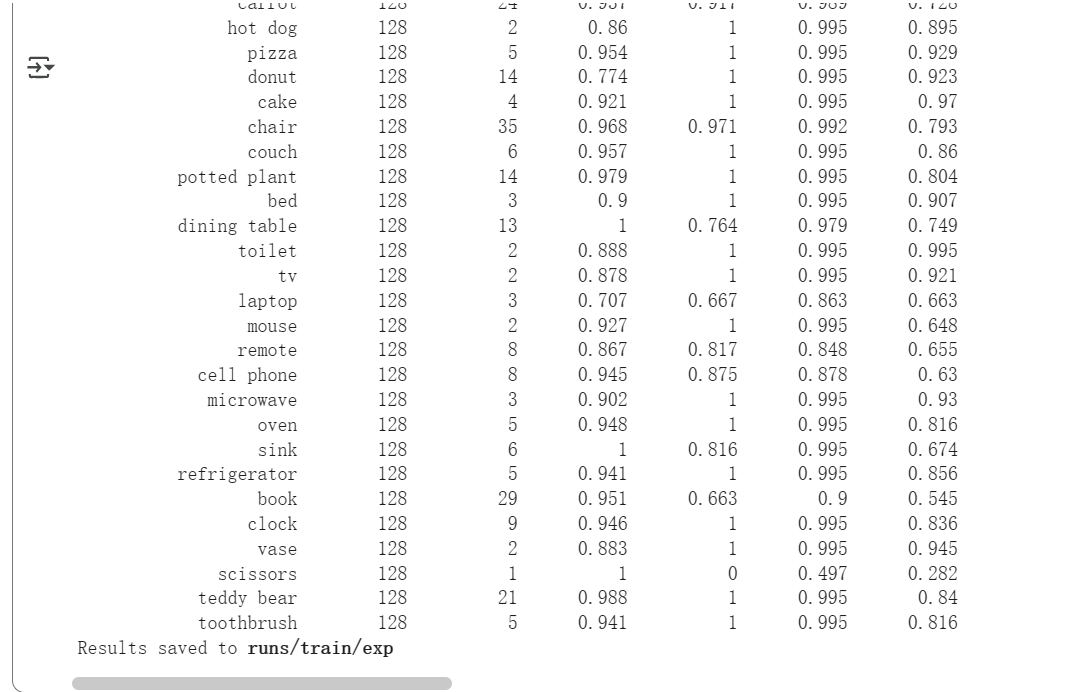 carrot 128 24 0.957 0.917 0.989 0.728
hot dog 128 2 0.86 1 0.995 0.895
pizza 128 5 0.954 1 0.995 0.929
donut 128 14 0.774 1 0.995 0.923
cake 128 4 0.921 1 0.995 0.97
chair 128 35 0.968 0.971 0.992 0.793
couch 128 6 0.957 1 0.995 0.86
potted plant 128 14 0.979 1 0.995 0.804
bed 128 3 0.9 1 0.995 0.907
dining table 128 13 1 0.764 0.979 0.749
toilet 128 2 0.888 1 0.995 0.995
tv 128 2 0.878 1 0.995 0.921
laptop 128 3 0.707 0.667 0.863 0.663
mouse 128 2 0.927 1 0.995 0.648
remote 128 8 0.867 0.817 0.848 0.655
cell phone 128 8 0.945 0.875 0.878 0.63
microwave 128 3 0.902 1 0.995 0.93
oven 128 5 0.948 1 0.995 0.816
sink 128 6 1 0.816 0.995 0.674
refrigerator 128 5 0.941 1 0.995 0.856
book 128 29 0.951 0.663 0.9 0.545
clock 128 9 0.946 1 0.995 0.836
vase 128 2 0.883 1 0.995 0.945
scissors 128 1 1 0 0.497 0.282
teddy bear 128 21 0.988 1 0.995 0.84
toothbrush 128 5 0.941 1 0.995 0.816
Results saved to runs/train/exp